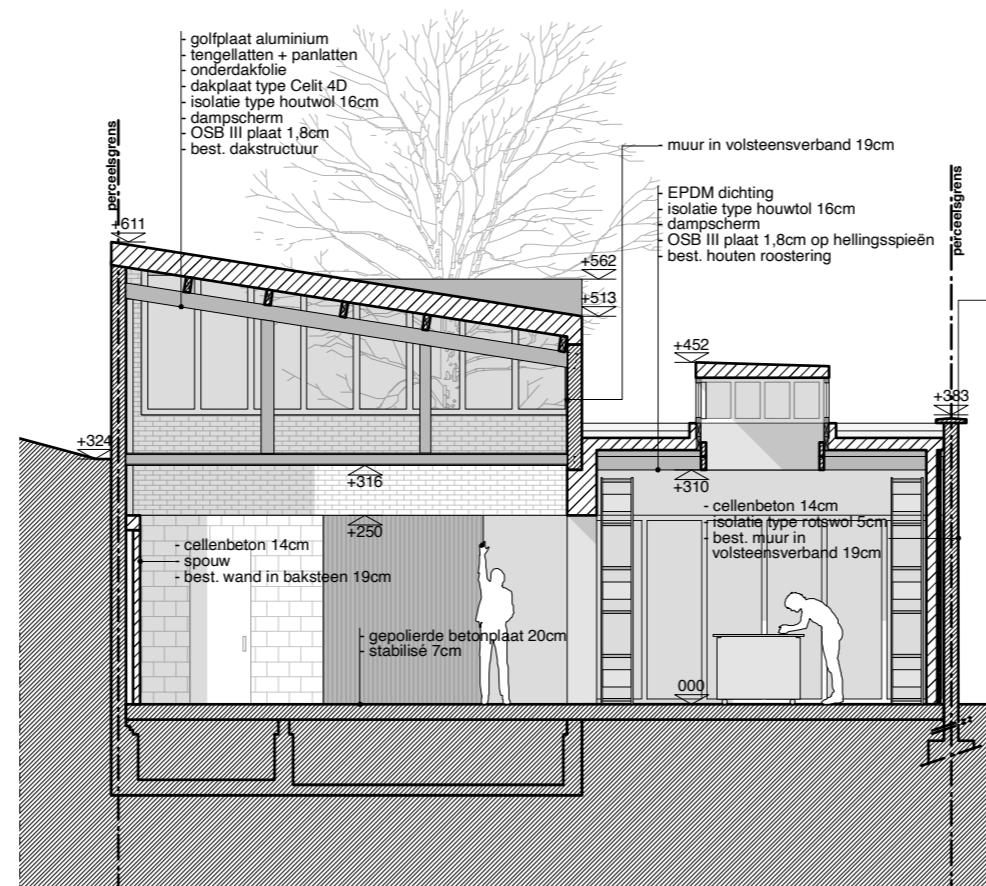 - golfplaat aluminium
- tengellatten + panlatten
- onderdakfolie
- dakplaat type Celit 4D
- isolatie type houtwol 16cm
- dampscherm
- OSB III plaat 1,8cm
- best. dakstructuur
perceelsgrens
- muur in volsteensverband 19cm
perceelsgrens
- EPDM dichting
- isolatie type houwtol 16cm
- dampscherm
- OSB III plaat 1,8cm op hellingsspieën
- best. houten roostering
+611
+562
+513
+452
+383
+324
+316
+310
+250
- cellenbeton 14cm
- isolatie type rotswol 5cm
- best. muur in
volsteensverband 19cm
- cellenbeton 14cm
- spouw
- best. wand in baksteen 19cm
- gepolierde betonplaat 20cm
- stabilisé 7cm
000